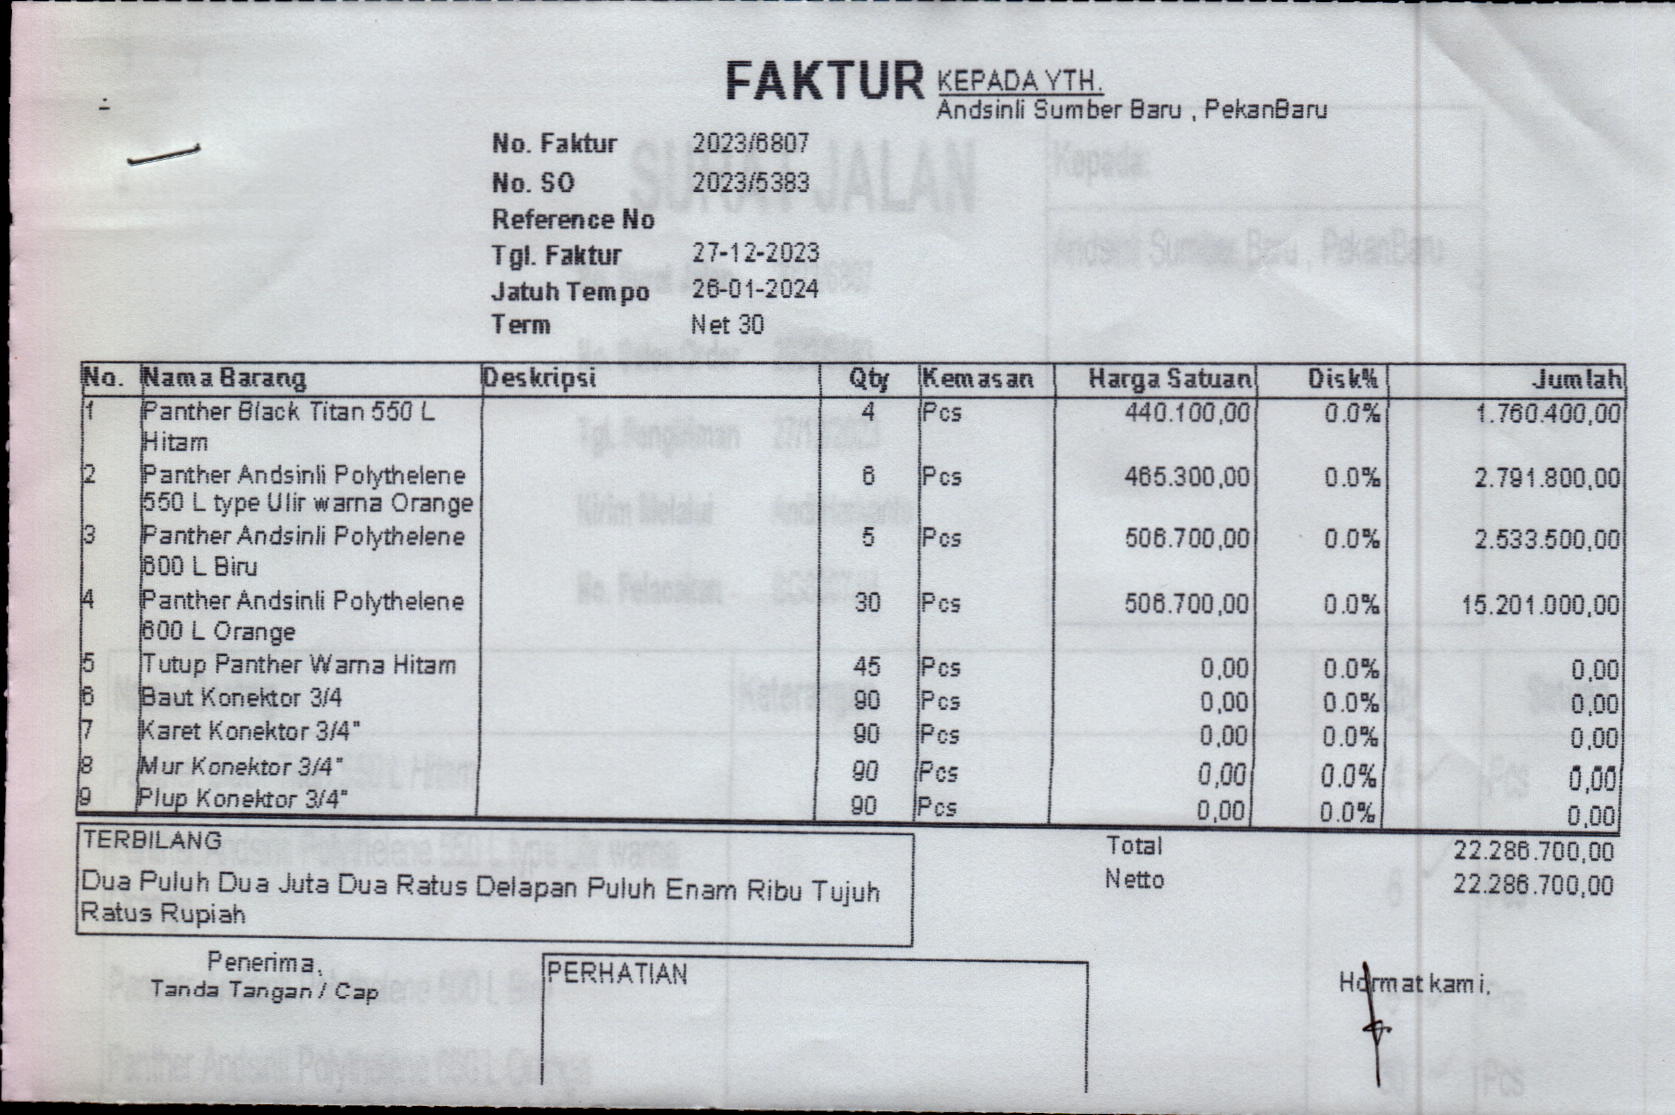 FAKTUR
KEPADA YTH.
Andsinli Sumber Baru , PekanBaru
No. Faktur 2023/6807
No. SO 2023/5383
Reference No
Tgl. Faktur 27-12-2023
Jatuh Tempo 26-01-2024
Term Net 30
No. Nama Barang Deskripsi Qty Kemasan Harga Satuan Disk% Jumlah
1 Panther Black Titan 550 L 4 Pcs 440.100,00 0.0% 1.760.400,00
Hitam
2 Panther Andsinli Polythelene 6 Pcs 465.300,00 0.0% 2.791.800,00
550 L type Ulir warna Orange
3 Panther Andsinli Polythelene 5 Pcs 506.700,00 0.0% 2.533.500,00
600 L Biru
4 Panther Andsinli Polythelene 30 Pcs 506.700,00 0.0% 15.201.000,00
600 L Orange
5 Tutup Panther Warna Hitam 45 Pcs 0,00 0.0% 0,00
6 Baut Konektor 3/4 90 Pcs 0,00 0.0% 0,00
7 Karet Konektor 3/4" 90 Pcs 0,00 0.0% 0,00
8 Mur Konektor 3/4" 90 Pcs 0,00 0.0% 0,00
9 Plup Konektor 3/4" 90 Pcs 0,00 0.0% 0,00
TERBILANG
Dua Puluh Dua Juta Dua Ratus Delapan Puluh Enam Ribu Tujuh
Ratus Rupiah
Total 22.286.700,00
Netto 22.286.700,00
Penerima,
Tanda Tangan / Cap
PERHATIAN
Hormat kami,